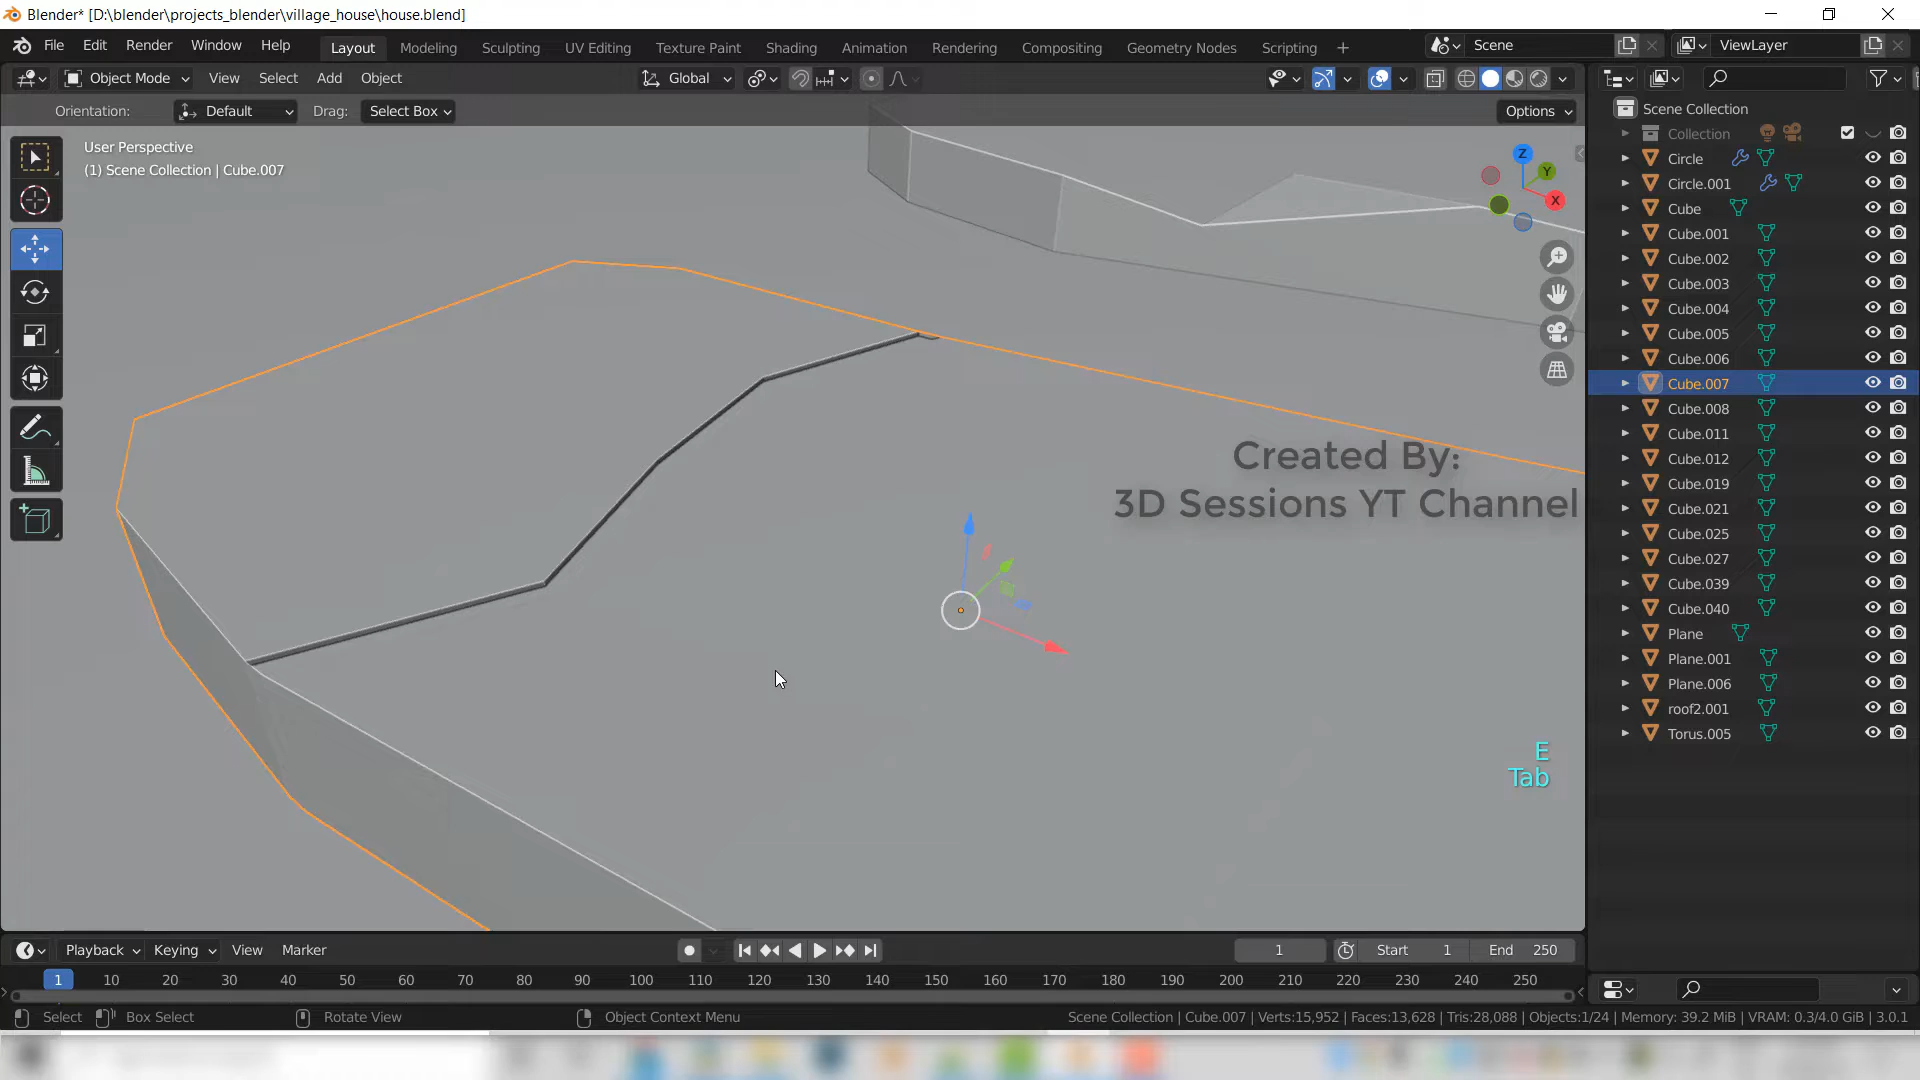 Blender* [D:\blender\projects_blender\village_house\house.blend]
File Edit Render Window Help Layout Modeling Sculpting UV Editing Texture Paint Shading Animation Rendering Compositing Geometry Nodes Scripting + Scene ViewLayer
Object Mode View Select Add Object Global
Orientation: Default Drag: Select Box Options
User Perspective
(1) Scene Collection | Cube.007
Z
Y
X
Scene Collection
Collection
Circle
Circle.001
Cube
Cube.001
Cube.002
Cube.003
Cube.004
Cube.005
Cube.006
Cube.007
Cube.008
Cube.011
Cube.012
Cube.019
Cube.021
Cube.025
Cube.027
Cube.039
Cube.040
Plane
Plane.001
Plane.006
roof2.001
Torus.005
Created By:
3D Sessions YT Channel
E
Tab
Playback Keying View Marker 1 Start 1 End 250
1 10 20 30 40 50 60 70 80 90 100 110 120 130 140 150 160 170 180 190 200 210 220 230 240 250
Select Box Select Rotate View Object Context Menu Scene Collection | Cube.007 | Verts:15,952 | Faces:13,628 | Tris:28,088 | Objects:1/24 | Memory: 39.2 MiB | VRAM: 0.3/4.0 GiB | 3.0.1